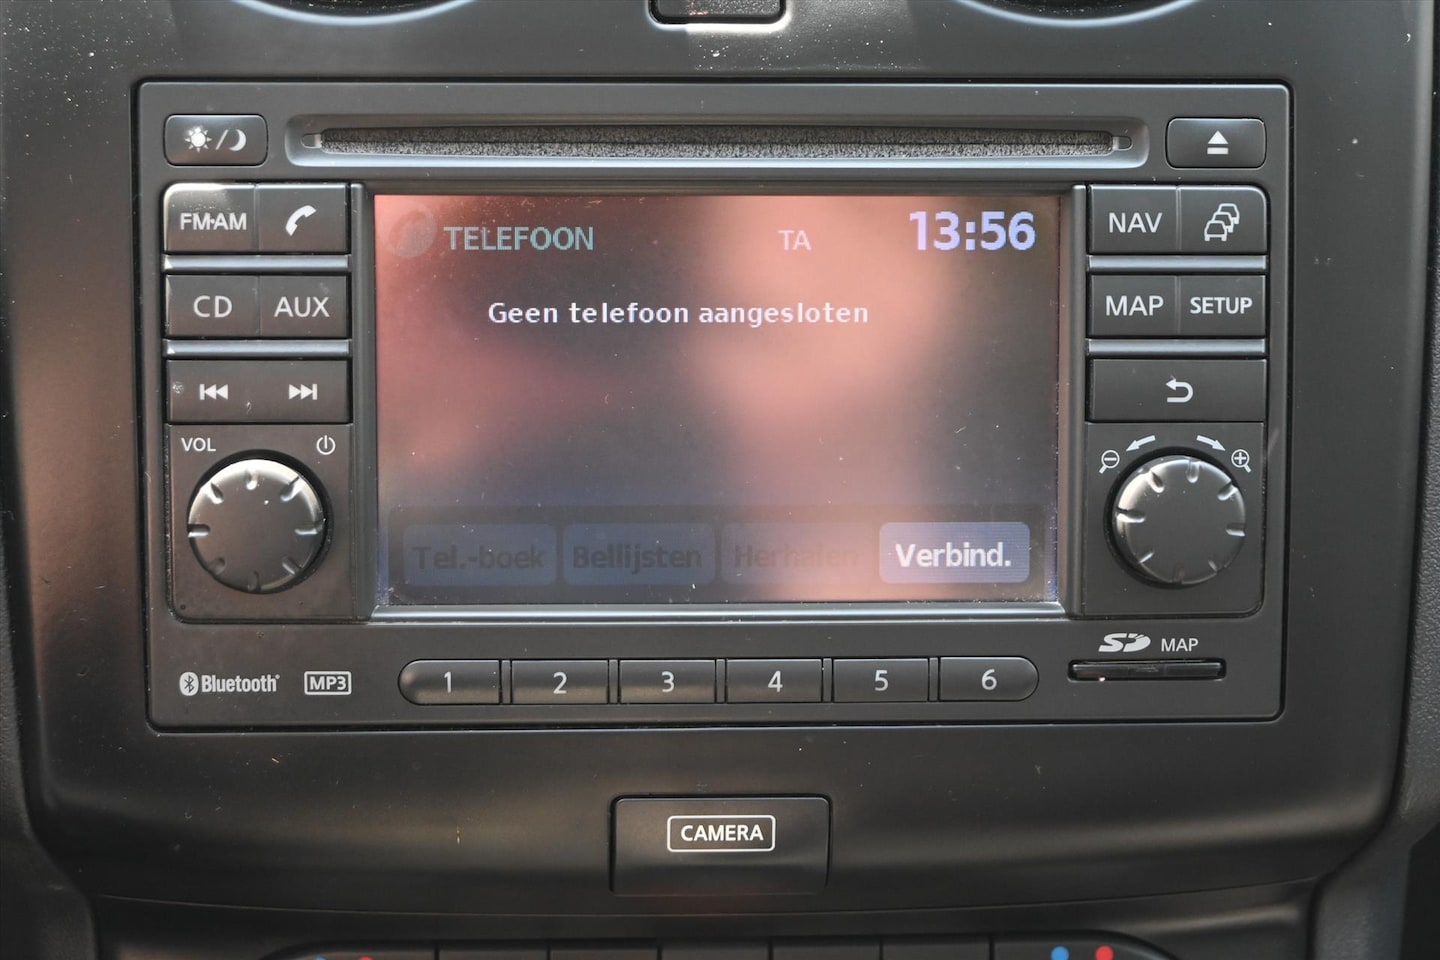 FM·AM
CD AUX
VOL
TELEFOON TA 13:56
Geen telefoon aangesloten
Tel.-boek Bellijsten Herhalen Verbind.
NAV
MAP SETUP
Bluetooth® MP3
1 2 3 4 5 6
SD MAP
CAMERA